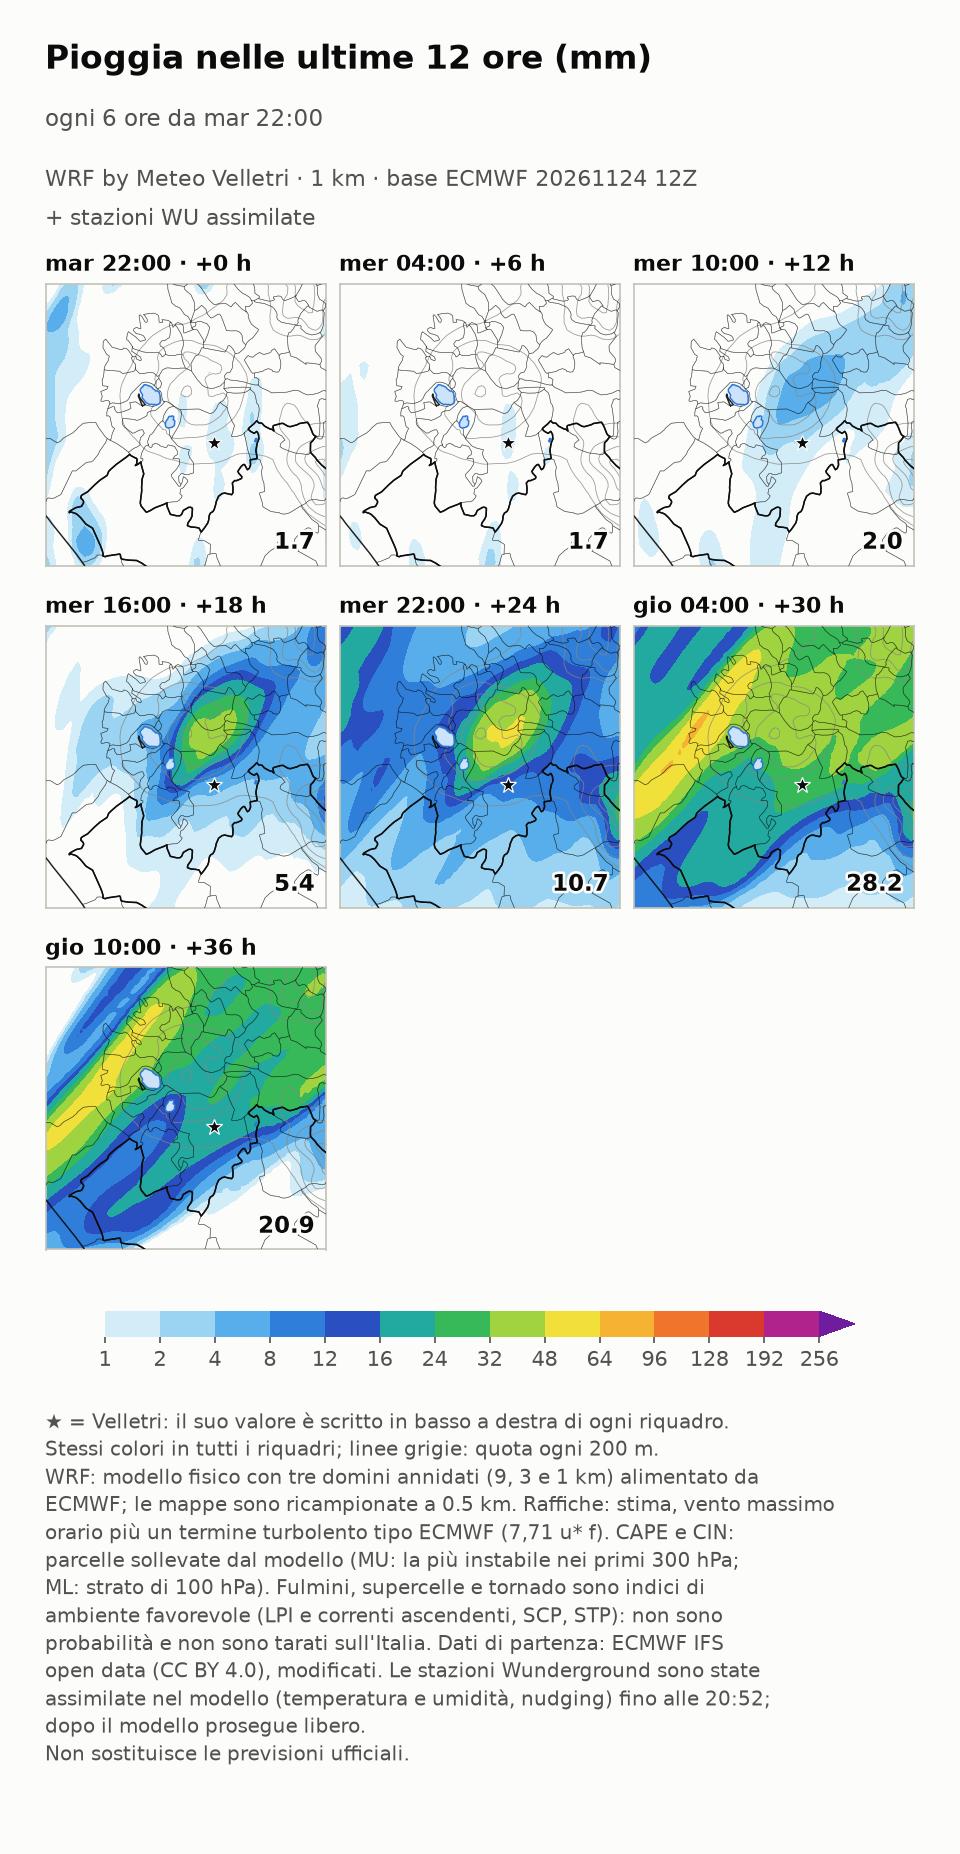 Pioggia nelle ultime 12 ore (mm)
ogni 6 ore da mar 22:00
WRF by Meteo Velletri · 1 km · base ECMWF 20261124 12Z
+ stazioni WU assimilate
mar 22:00 · +0 h
mer 04:00 · +6 h
mer 10:00 · +12 h
1.7
1.7
2.0
mer 16:00 · +18 h
mer 22:00 · +24 h
gio 04:00 · +30 h
5.4
10.7
28.2
gio 10:00 · +36 h
20.9
1 2 4 8 12 16 24 32 48 64 96 128 192 256
★ = Velletri: il suo valore è scritto in basso a destra di ogni riquadro.
Stessi colori in tutti i riquadri; linee grigie: quota ogni 200 m.
WRF: modello fisico con tre domini annidati (9, 3 e 1 km) alimentato da
ECMWF; le mappe sono ricampionate a 0.5 km. Raffiche: stima, vento massimo
orario più un termine turbolento tipo ECMWF (7,71 u* f). CAPE e CIN:
parcelle sollevate dal modello (MU: la più instabile nei primi 300 hPa;
ML: strato di 100 hPa). Fulmini, supercelle e tornado sono indici di
ambiente favorevole (LPI e correnti ascendenti, SCP, STP): non sono
probabilità e non sono tarati sull'Italia. Dati di partenza: ECMWF IFS
open data (CC BY 4.0), modificati. Le stazioni Wunderground sono state
assimilate nel modello (temperatura e umidità, nudging) fino alle 20:52;
dopo il modello prosegue libero.
Non sostituisce le previsioni ufficiali.